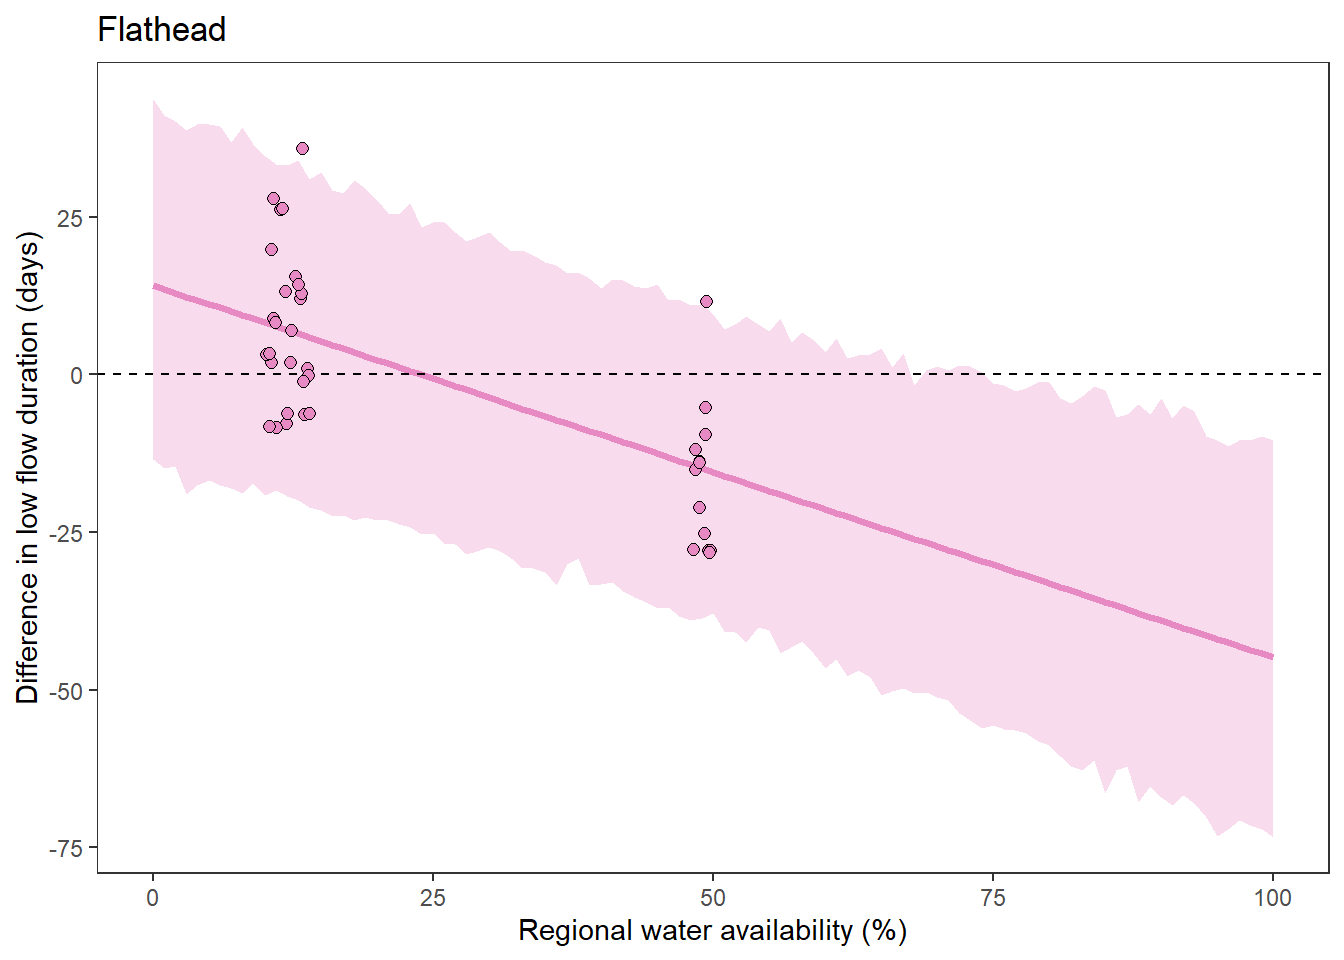 Flathead
Difference in low flow duration (days)
25
0
-25
-50
-75
0 25 50 75 100
Regional water availability (%)